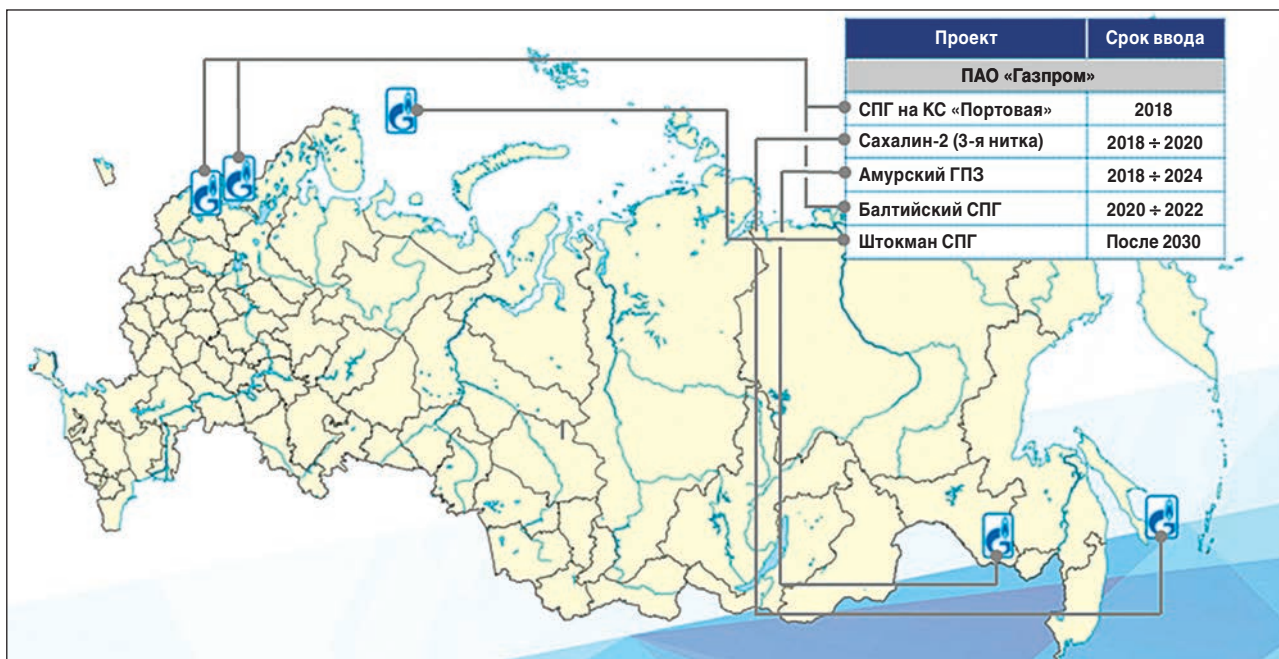 Проект Срок ввода
ПАО «Газпром»
СПГ на КС «Портовая» 2018
Сахалин-2 (3-я нитка) 2018 ÷ 2020
Амурский ГПЗ 2018 ÷ 2024
Балтийский СПГ 2020 ÷ 2022
Штокман СПГ После 2030